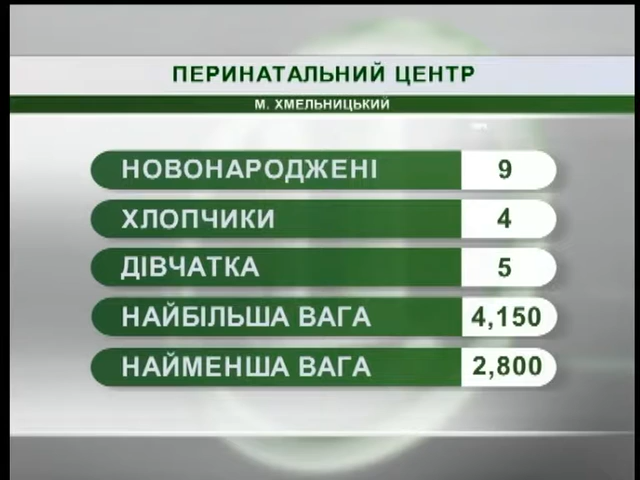 ПЕРИНАТАЛЬНИЙ ЦЕНТР
М. ХМЕЛЬНИЦЬКИЙ
НОВОНАРОДЖЕНІ 9
ХЛОПЧИКИ 4
ДІВЧАТКА 5
НАЙБІЛЬША ВАГА 4,150
НАЙМЕНША ВАГА 2,800